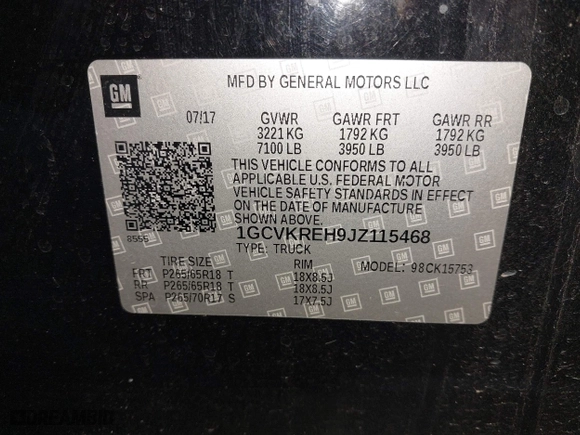 GM
MFD BY GENERAL MOTORS LLC
07/17 GVWR GAWR FRT GAWR RR
3221 KG 1792 KG 1792 KG
7100 LB 3950 LB 3950 LB
THIS VEHICLE CONFORMS TO ALL
APPLICABLE U.S. FEDERAL MOTOR
VEHICLE SAFETY STANDARDS IN EFFECT
ON THE DATE OF MANUFACTURE
SHOWN ABOVE.
8555 1GCVKREH9JZ115468
TYPE: TRUCK
TIRE SIZE RIM MODEL: 98CK15753
FRT P265/65R18 T 18X8.5J
RR P265/65R18 T 18X8.5J
SPA P265/70R17 S 17X7.5J
DREAMBID